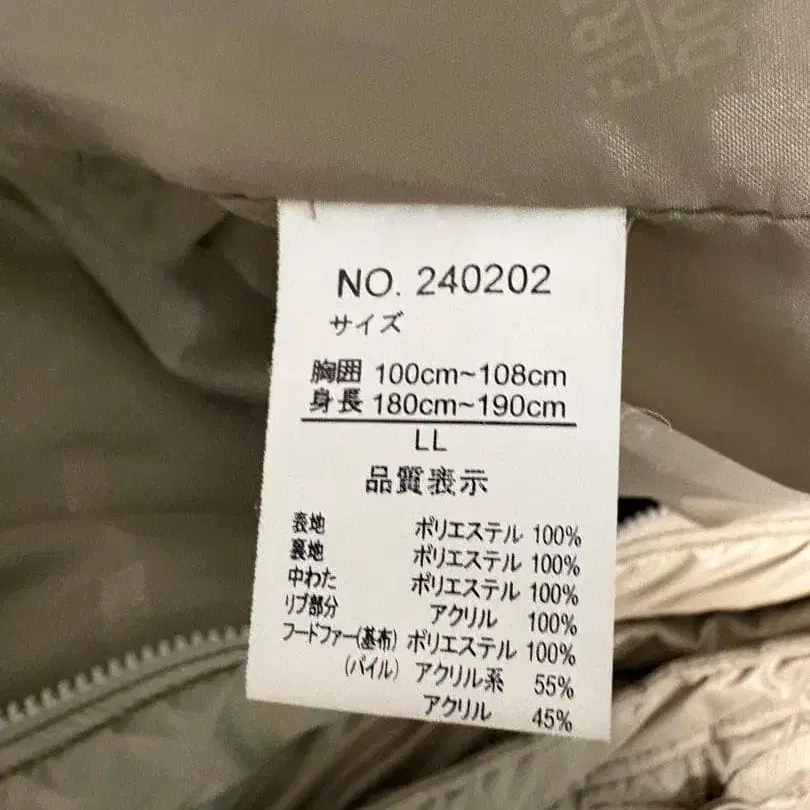 NO. 240202
サイズ
胸囲 100cm~108cm
身長 180cm~190cm
LL
品質表示
表地 ポリエステル 100%
裏地 ポリエステル 100%
中わた ポリエステル 100%
リブ部分 アクリル 100%
フードファー(基布) ポリエステル 100%
(パイル) アクリル系 55%
アクリル 45%